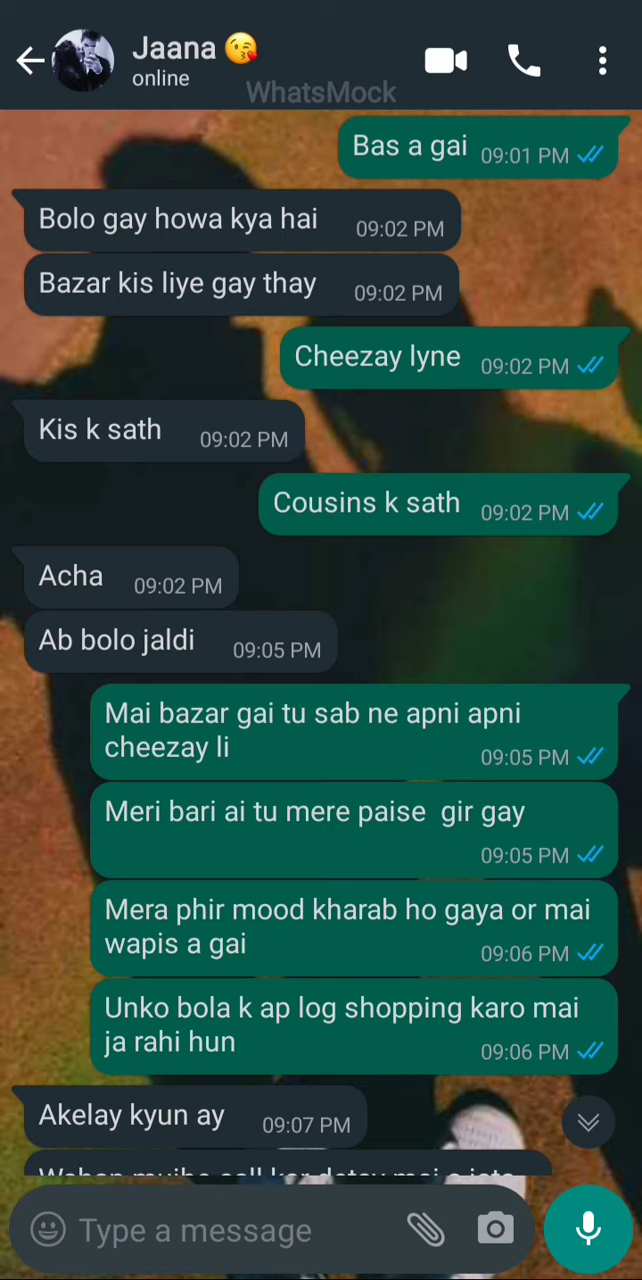 Jaana 😘
online
WhatsMock
Bas a gai 09:01 PM
Bolo gay howa kya hai 09:02 PM
Bazar kis liye gay thay 09:02 PM
Cheezay lyne 09:02 PM
Kis k sath 09:02 PM
Cousins k sath 09:02 PM
Acha 09:02 PM
Ab bolo jaldi 09:05 PM
Mai bazar gai tu sab ne apni apni
cheezay li 09:05 PM
Meri bari ai tu mere paise gir gay
09:05 PM
Mera phir mood kharab ho gaya or mai
wapis a gai 09:06 PM
Unko bola k ap log shopping karo mai
ja rahi hun 09:06 PM
Akelay kyun ay 09:07 PM
Type a message